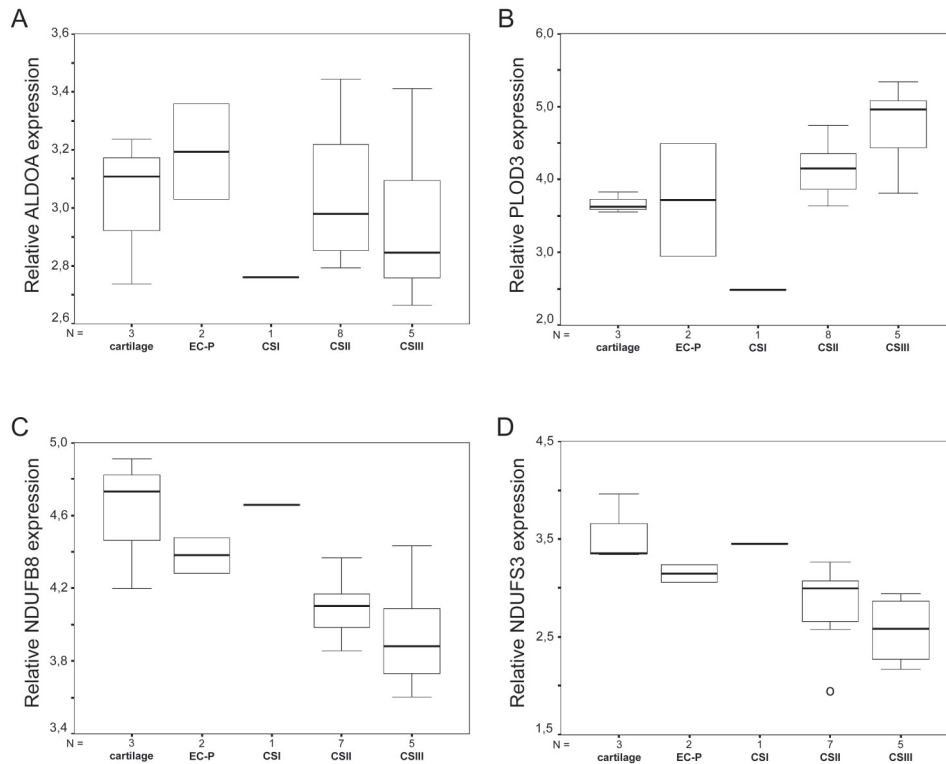 A
Relative ALDOA expression
3,6
3,4
3,2
3,0
2,8
2,6
N = 3 2 1 8 5
cartilage EC-P CSI CSII CSIII
B
Relative PLOD3 expression
6,0
5,0
4,0
3,0
2,0
N = 3 2 1 8 5
cartilage EC-P CSI CSII CSIII
C
Relative NDUFB8 expression
5,0
4,6
4,2
3,8
3,4
N = 3 2 1 7 5
cartilage EC-P CSI CSII CSIII
D
Relative NDUFS3 expression
4,5
3,5
2,5
1,5
N = 3 2 1 7 5
cartilage EC-P CSI CSII CSIII